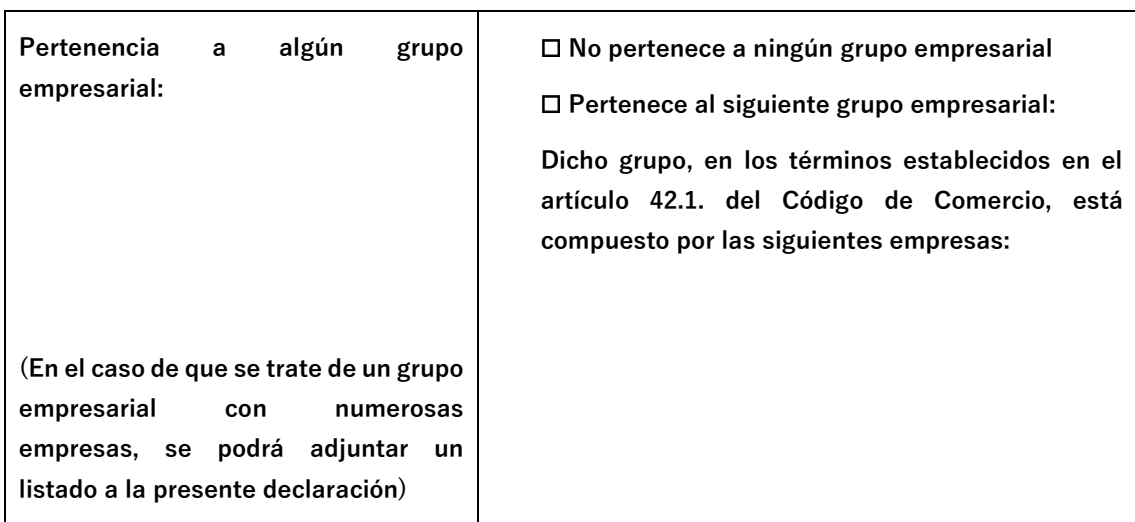 Pertenencia a algún grupo
empresarial:
(En el caso de que se trate de un grupo
empresarial con numerosas
empresas, se podrá adjuntar un
listado a la presente declaración)
☐ No pertenece a ningún grupo empresarial
☐ Pertenece al siguiente grupo empresarial:
Dicho grupo, en los términos establecidos en el
artículo 42.1. del Código de Comercio, está
compuesto por las siguientes empresas: